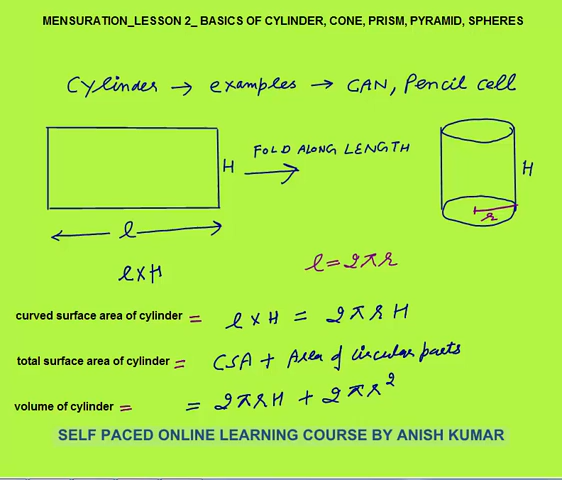 MENSURATION_LESSON 2_ BASICS OF CYLINDER, CONE, PRISM, PYRAMID, SPHERES
Cylinder → examples → CAN, Pencil cell
H FOLD ALONG LENGTH H
r
l
l = 2πr
l×H
curved surface area of cylinder = l × H = 2πrH
total surface area of cylinder = CSA + Area of circular parts
volume of cylinder = = 2πrH + 2πr²
SELF PACED ONLINE LEARNING COURSE BY ANISH KUMAR